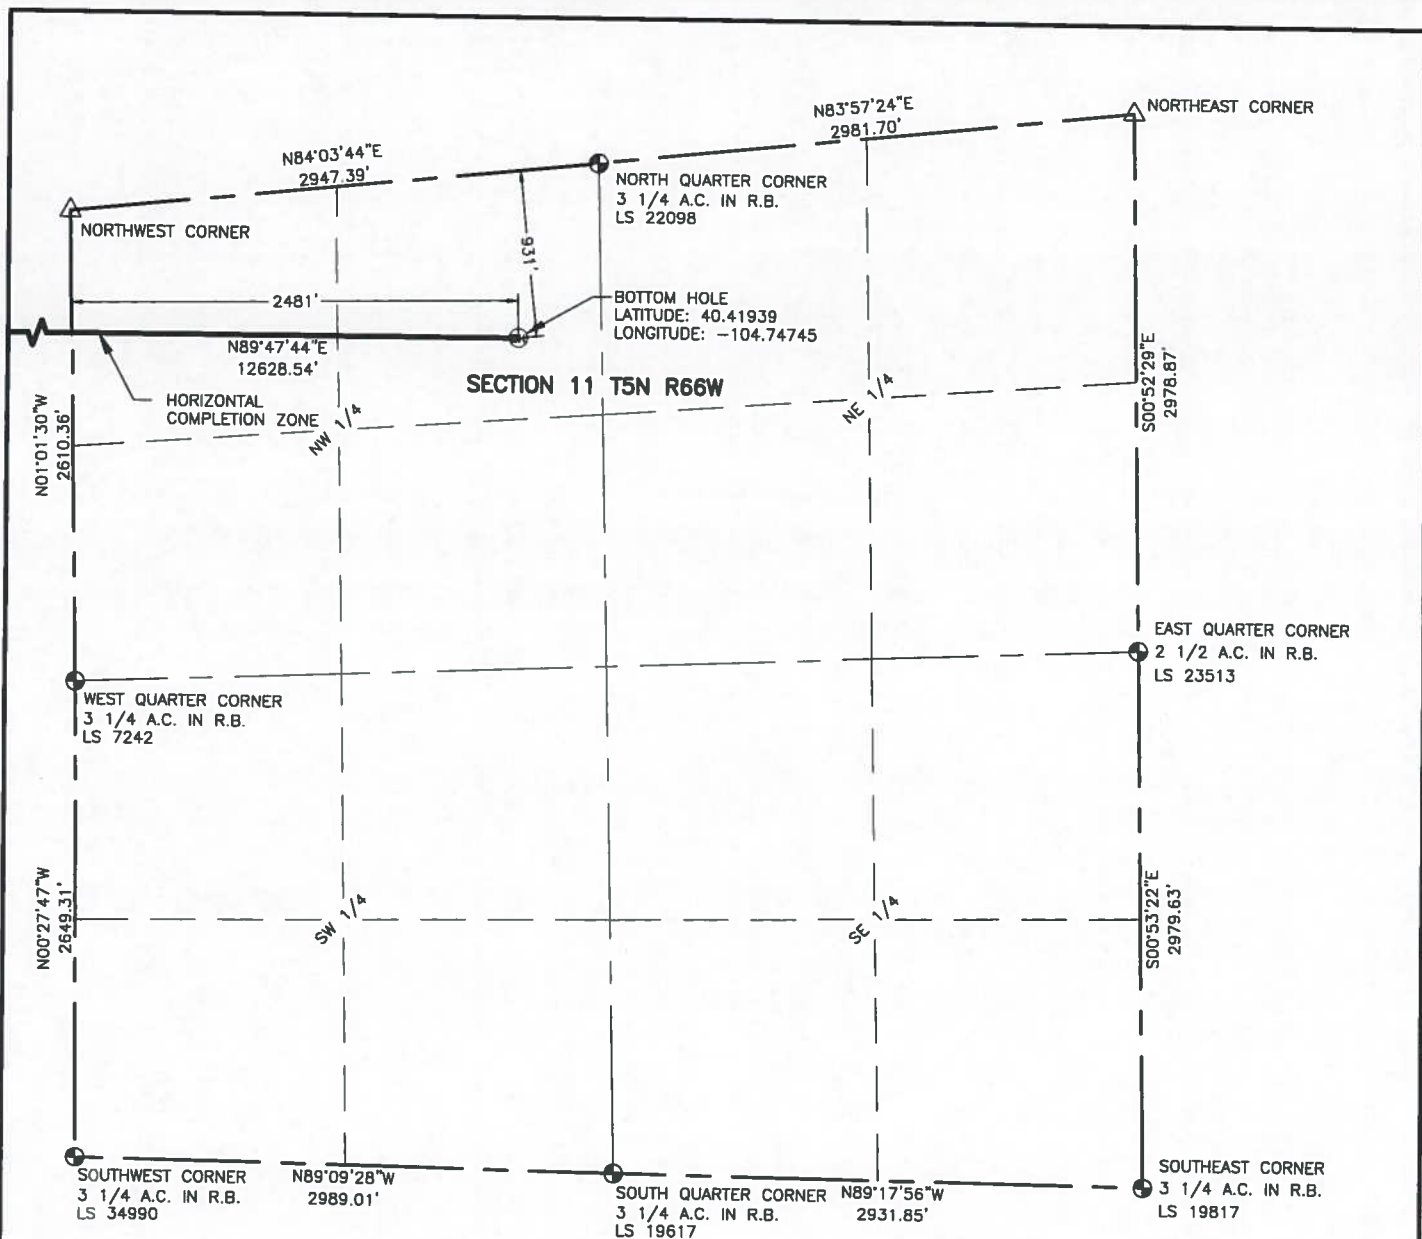 N83°57'24"E
2981.70'
NORTHEAST CORNER
N84°03'44"E
2947.39'
NORTH QUARTER CORNER
3 1/4 A.C. IN R.B.
LS 22098
NORTHWEST CORNER
931'
2481'
BOTTOM HOLE
LATITUDE: 40.41939
LONGITUDE: -104.74745
N89°47'44"E
12628.54'
SECTION 11 T5N R66W
HORIZONTAL
COMPLETION ZONE
NW 1/4
NE 1/4
N01°01'30"W
2610.36'
S00°52'29"E
2978.87'
EAST QUARTER CORNER
2 1/2 A.C. IN R.B.
LS 23513
WEST QUARTER CORNER
3 1/4 A.C. IN R.B.
LS 7242
N00°27'47"W
2649.31'
SW 1/4
SE 1/4
S00°53'22"E
2979.63'
SOUTHWEST CORNER
3 1/4 A.C. IN R.B.
LS 34990
N89°09'28"W
2989.01'
SOUTH QUARTER CORNER
3 1/4 A.C. IN R.B.
LS 19617
N89°17'56"W
2931.85'
SOUTHEAST CORNER
3 1/4 A.C. IN R.B.
LS 19817